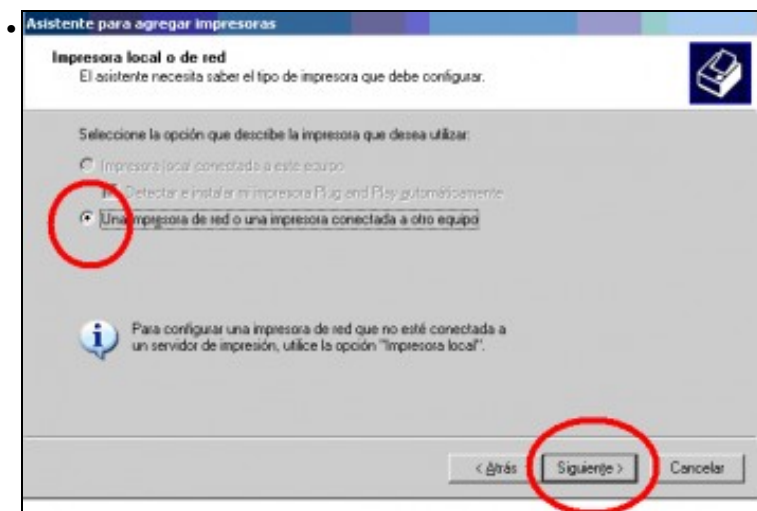 Asistente para agregar impresoras
Impresora local o de red
El asistente necesita saber el tipo de impresora que debe configurar.
Seleccione la opción que describe la impresora que desea utilizar:
Impresora local conectada a este equipo
Detectar e instalar mi impresora Plug and Play automáticamente
Una impresora de red o una impresora conectada a otro equipo
Para configurar una impresora de red que no esté conectada a
un servidor de impresión, utilice la opción "Impresora local".
< Atrás
Siguiente >
Cancelar